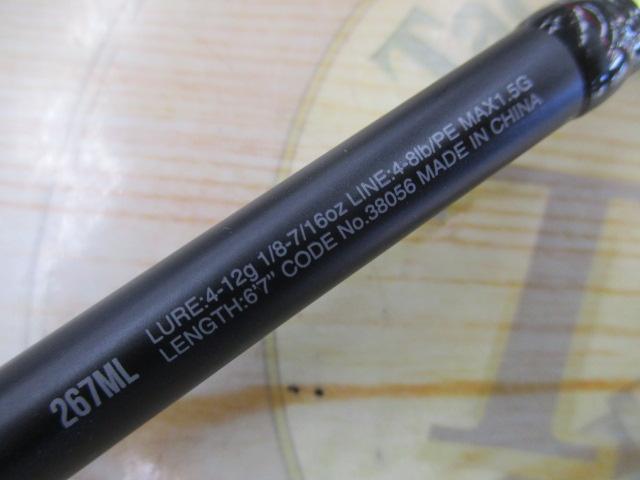 267ML
LURE:4-12g 1/8-7/16oz LINE:4-8lb/PE MAX1.5G
LENGTH:6'7" CODE No.38056 MADE IN CHINA